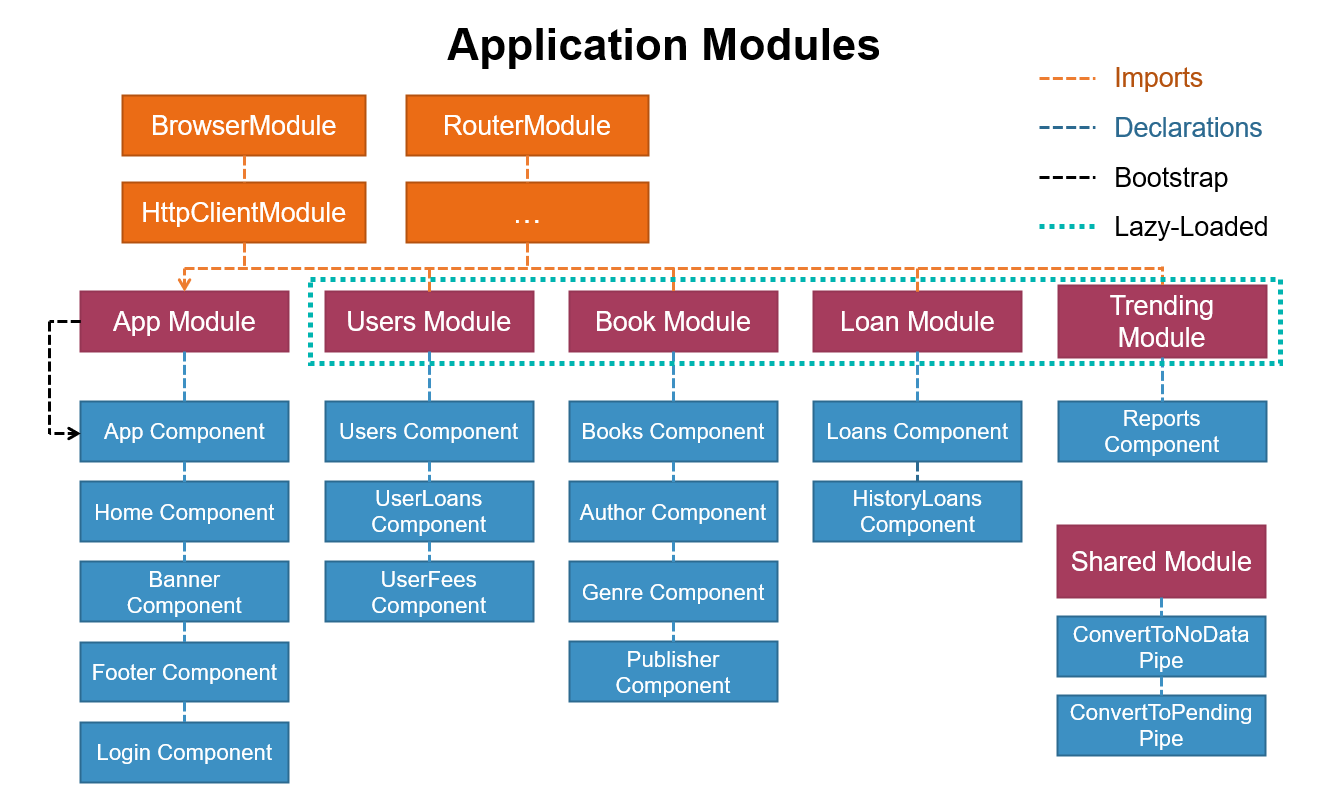 Application Modules
Imports
Declarations
Bootstrap
Lazy-Loaded
BrowserModule
RouterModule
HttpClientModule
...
App Module
Users Module
Book Module
Loan Module
Trending
Module
App Component
Users Component
Books Component
Loans Component
Reports
Component
Home Component
UserLoans
Component
Author Component
HistoryLoans
Component
Banner
Component
UserFees
Component
Genre Component
Shared Module
Footer Component
Publisher
Component
ConvertToNoData
Pipe
Login Component
ConvertToPending
Pipe